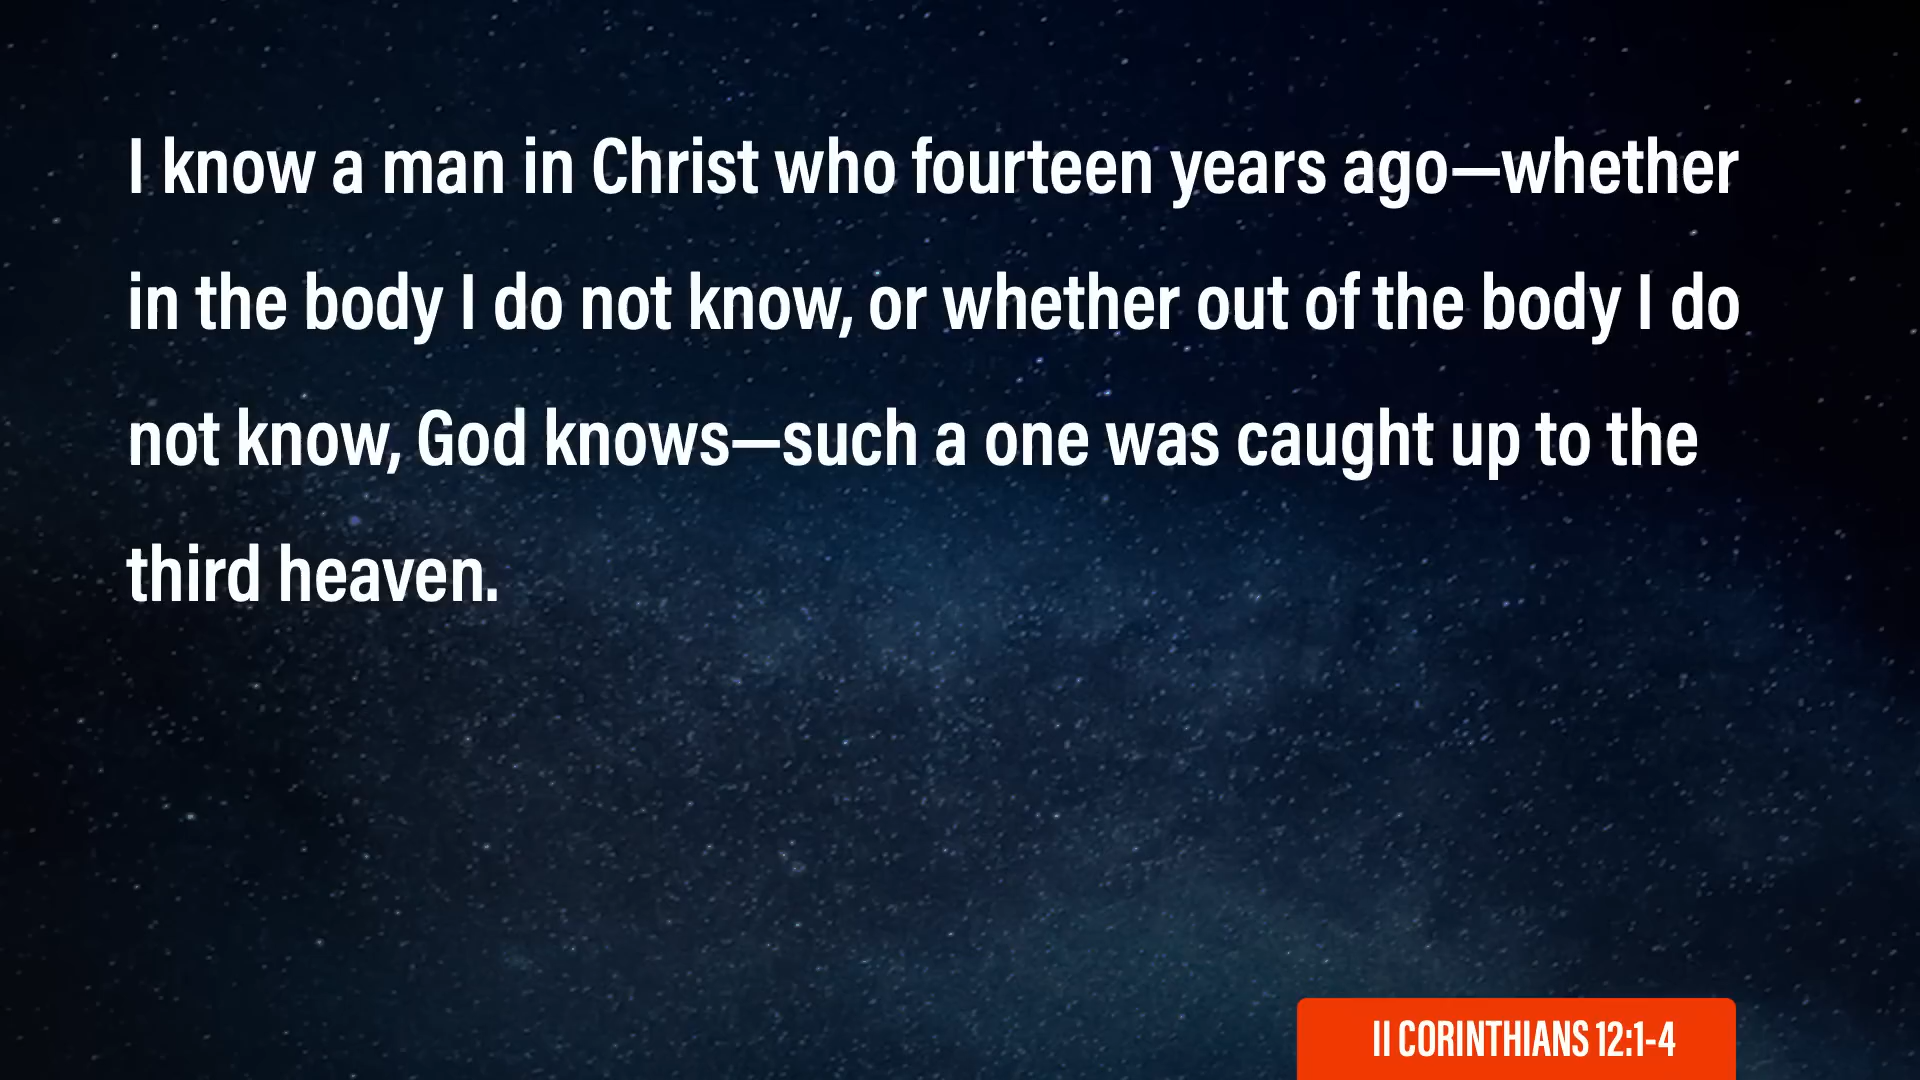 I know a man in Christ who fourteen years ago—whether
in the body I do not know, or whether out of the body I do
not know, God knows—such a one was caught up to the
third heaven.
II CORINTHIANS 12:1-4